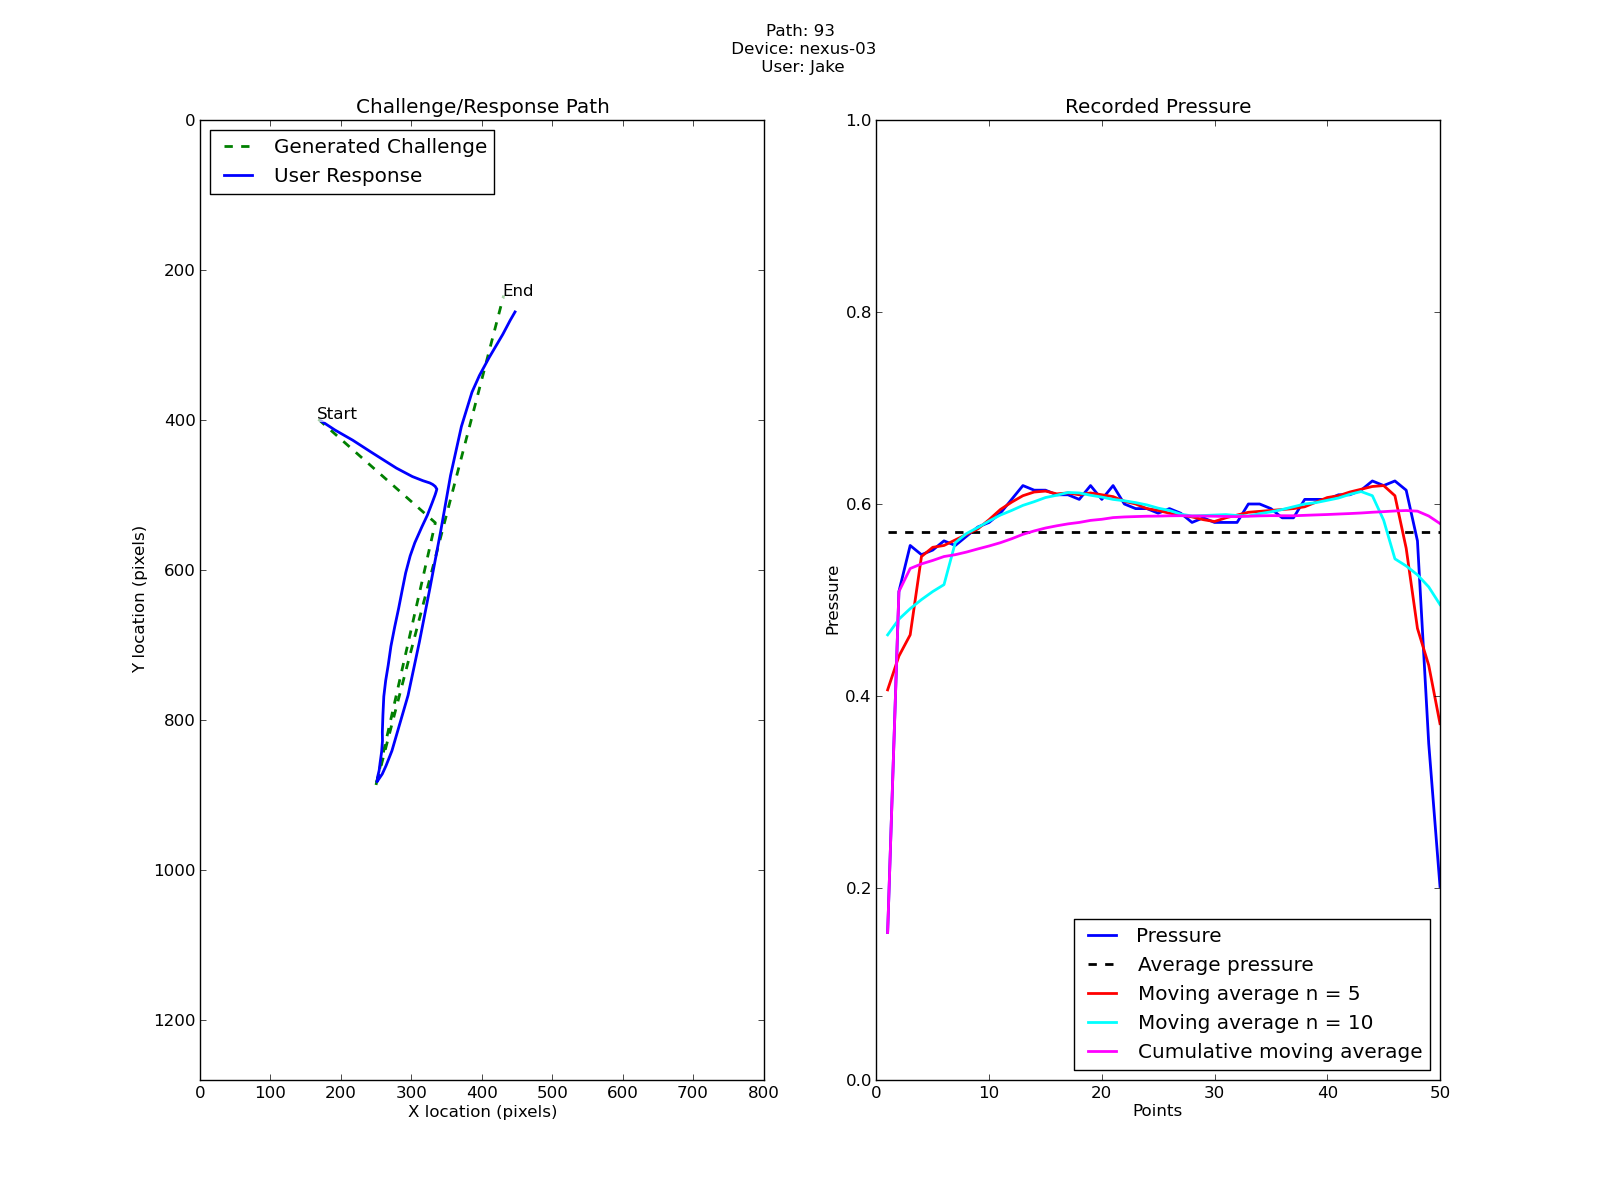 Path: 93
Device: nexus-03
User: Jake
Challenge/Response Path
Generated Challenge
User Response
Start
End
0
200
400
600
800
1000
1200
Y location (pixels)
0 100 200 300 400 500 600 700 800
X location (pixels)
Recorded Pressure
1.0
0.8
0.6
0.4
0.2
0.0
Pressure
Pressure
Average pressure
Moving average n = 5
Moving average n = 10
Cumulative moving average
0 10 20 30 40 50
Points